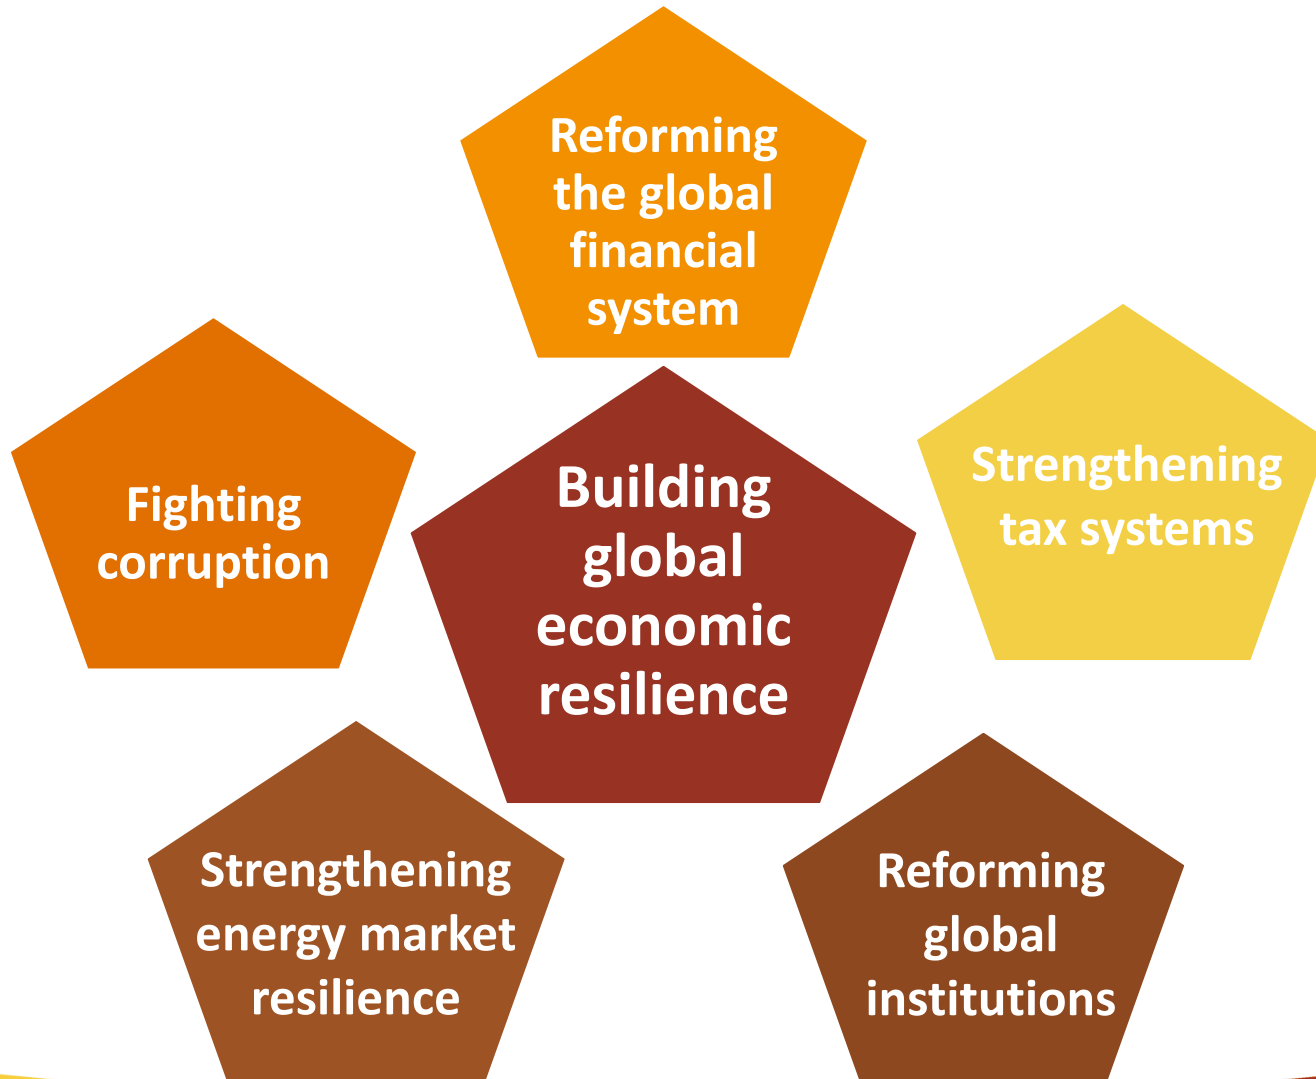 Reforming
the global
financial
system
Fighting
corruption
Building
global
economic
resilience
Strengthening
tax systems
Strengthening
energy market
resilience
Reforming
global
institutions